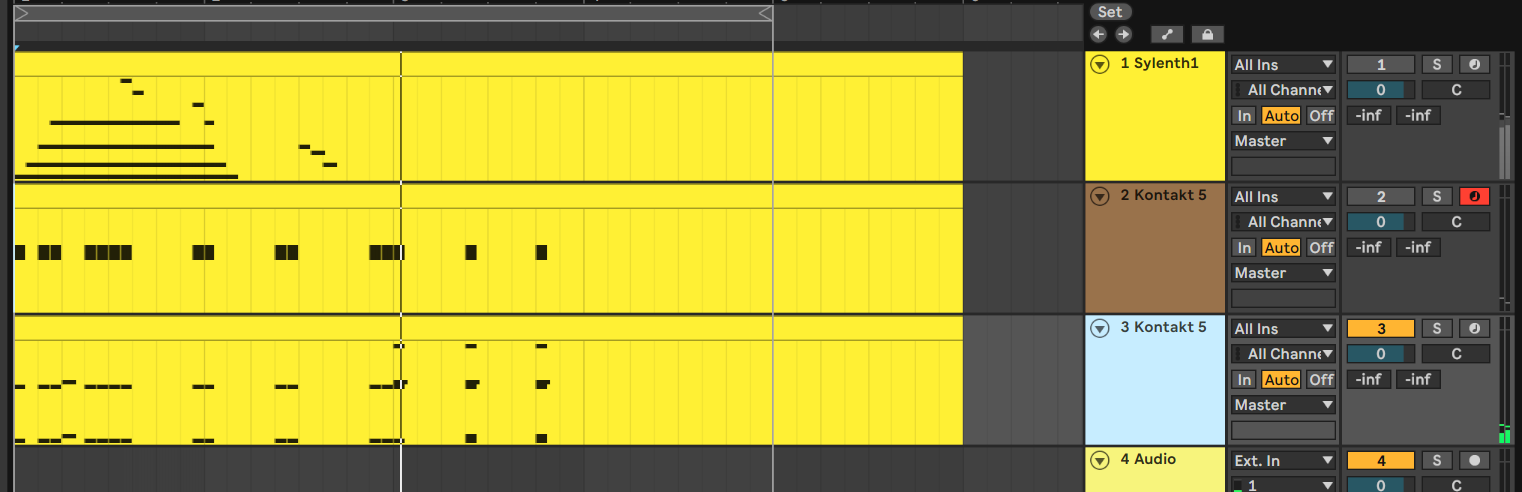 Set
1 Sylenth1
All Ins
1
S
All Channe
0
C
In Auto Off
-inf
-inf
Master
2 Kontakt 5
All Ins
2
S
All Channe
0
C
In Auto Off
-inf
-inf
Master
3 Kontakt 5
All Ins
3
S
All Channe
0
C
In Auto Off
-inf
-inf
Master
4 Audio
Ext. In
4
S
1
0
C